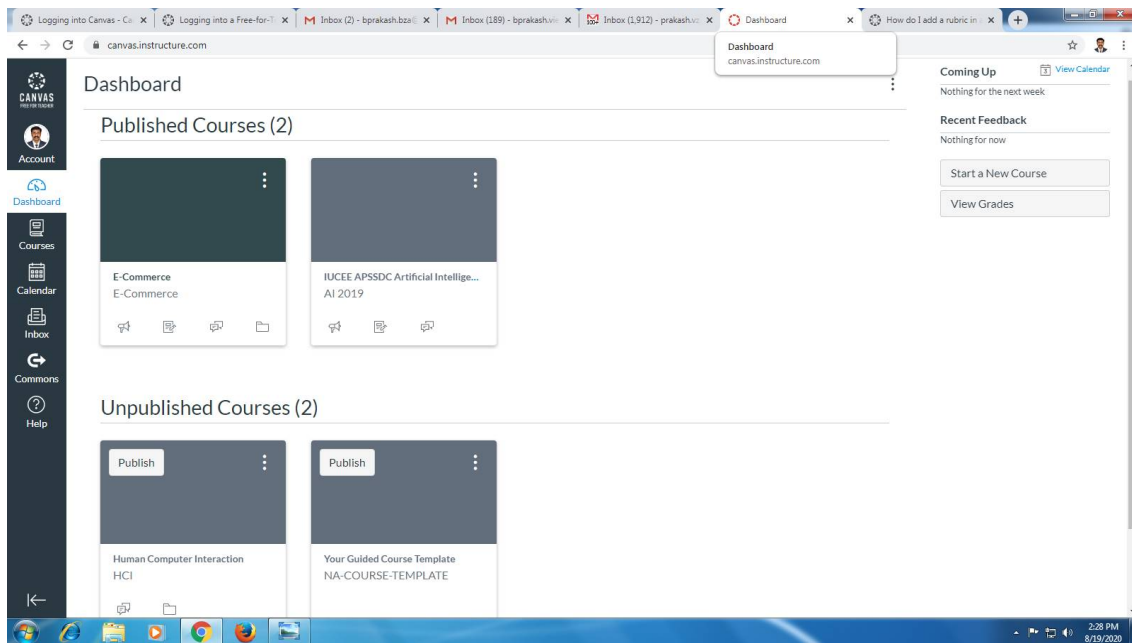 Logging into Canvas - Ca
Logging into a Free-for-T
Inbox (2) - bprakash.bza@
Inbox (189) - bprakash.vi
Inbox (1,912) - prakash.v
Dashboard
How do I add a rubric in
canvas.instructure.com
Dashboard
canvas.instructure.com
CANVAS
FREE FOR TEACHER
Account
Dashboard
Courses
Calendar
Inbox
Commons
Help
Dashboard
Published Courses (2)
E-Commerce
E-Commerce
IUCEE APSSDC Artificial Intellige...
AI 2019
Unpublished Courses (2)
Publish
Human Computer Interaction
HCI
Publish
Your Guided Course Template
NA-COURSE-TEMPLATE
Coming Up
View Calendar
Nothing for the next week
Recent Feedback
Nothing for now
Start a New Course
View Grades
2:28 PM
8/19/2020